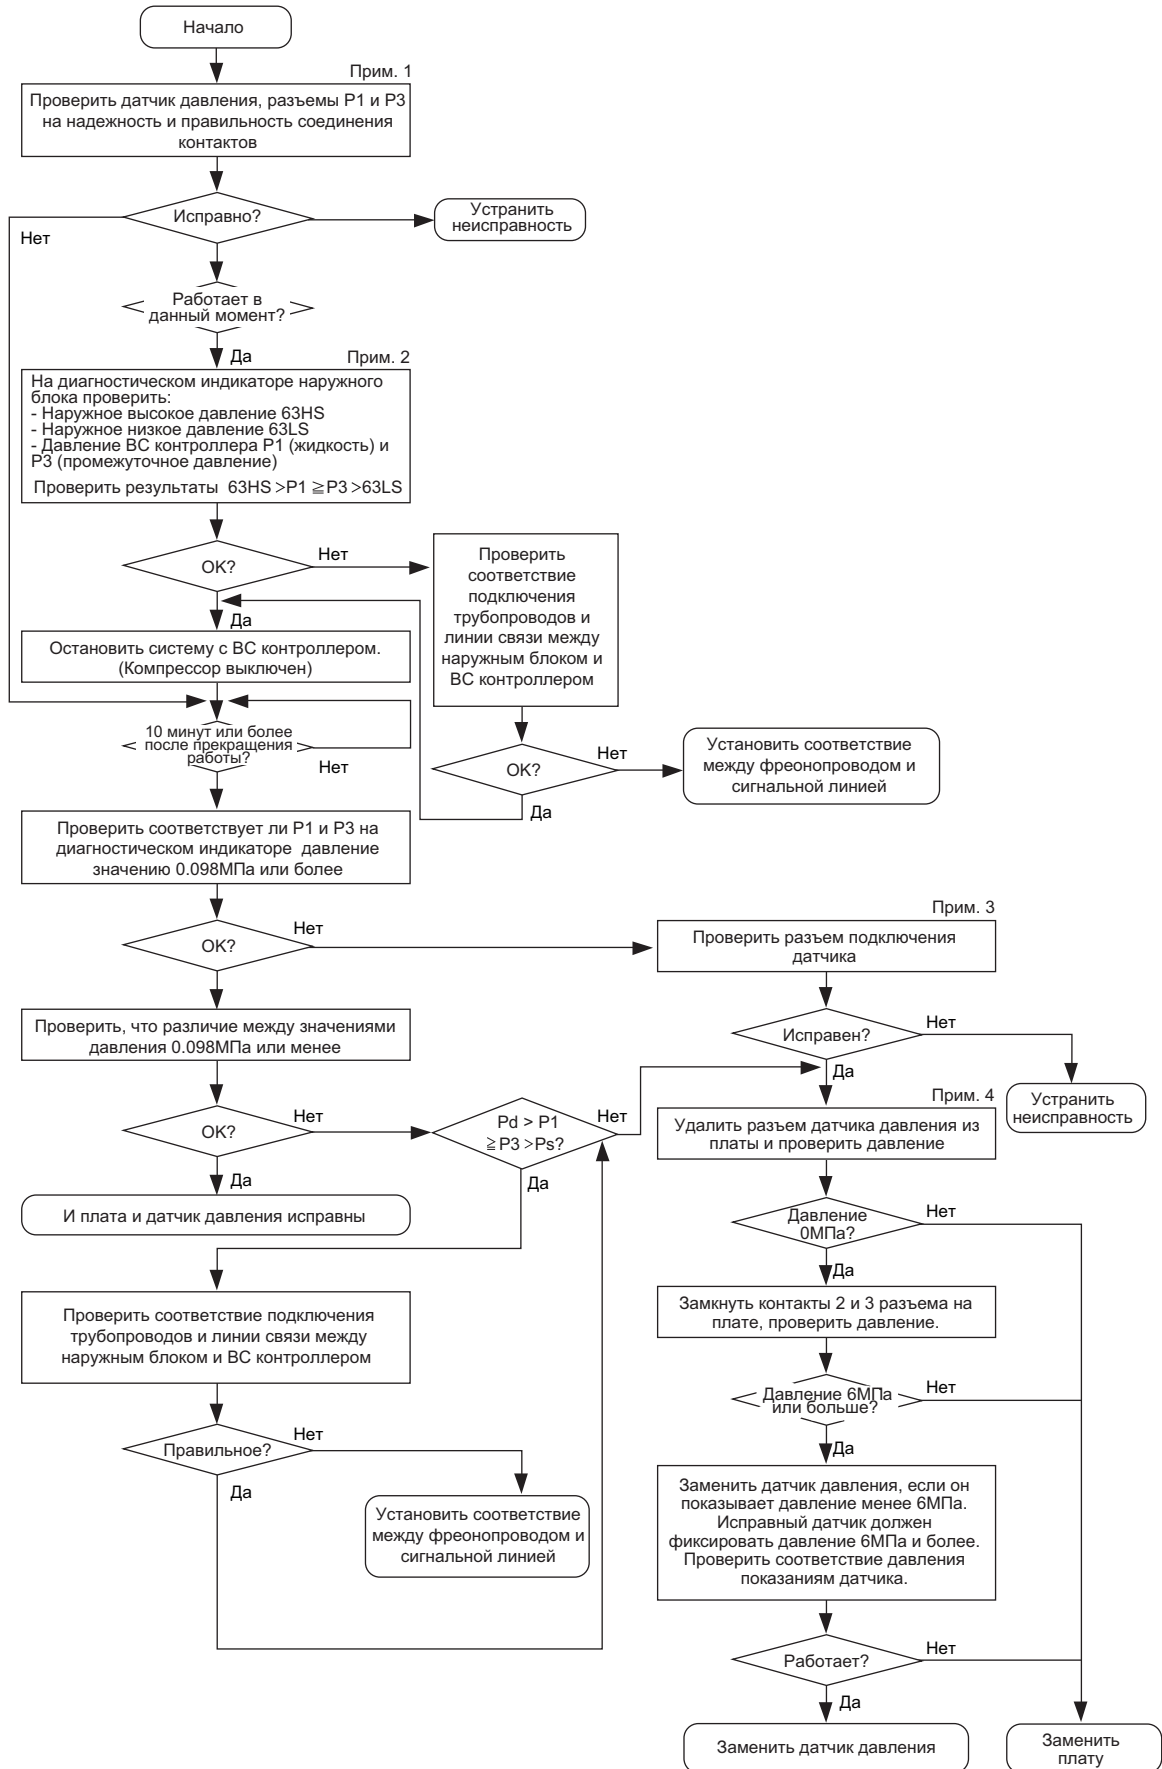 Начало
Прим. 1
Проверить датчик давления, разъемы P1 и P3
на надежность и правильность соединения
контактов
Исправно?
Устранить
неисправность
Нет
Работает в
данный момент?
Да
Прим. 2
На диагностическом индикаторе наружного
блока проверить:
- Наружное высокое давление 63HS
- Наружное низкое давление 63LS
- Давление BC контроллера P1 (жидкость) и
P3 (промежуточное давление)
Проверить результаты 63HS >P1 ≧P3 >63LS
OK?
Нет
Да
Проверить
соответствие
подключения
трубопроводов и
линии связи между
наружным блоком и
BC контроллером
Остановить систему с BC контроллером.
(Компрессор выключен)
10 минут или более
после прекращения
работы?
Нет
OK?
Нет
Да
Установить соответствие
между фреонопроводом и
сигнальной линией
Проверить соответствует ли P1 и P3 на
диагностическом индикаторе давление
значению 0.098МПа или более
OK?
Нет
Прим. 3
Проверить разъем подключения
датчика
Проверить, что различие между значениями
давления 0.098МПа или менее
Исправен?
Нет
Да
Устранить
неисправность
OK?
Нет
Да
Pd > P1
≧P3 >Ps?
Нет
Да
Прим. 4
Удалить разъем датчика давления из
платы и проверить давление
И плата и датчик давления исправны
Давление
0МПа?
Нет
Да
Проверить соответствие подключения
трубопроводов и линии связи между
наружным блоком и BC контроллером
Замкнуть контакты 2 и 3 разъема на
плате, проверить давление.
Давление 6МПа
или больше?
Нет
Да
Правильное?
Нет
Да
Установить соответствие
между фреонопроводом и
сигнальной линией
Заменить датчик давления, если он
показывает давление менее 6МПа.
Исправный датчик должен
фиксировать давление 6МПа и более.
Проверить соответствие давления
показаниям датчика.
Работает?
Нет
Да
Заменить датчик давления
Заменить
плату